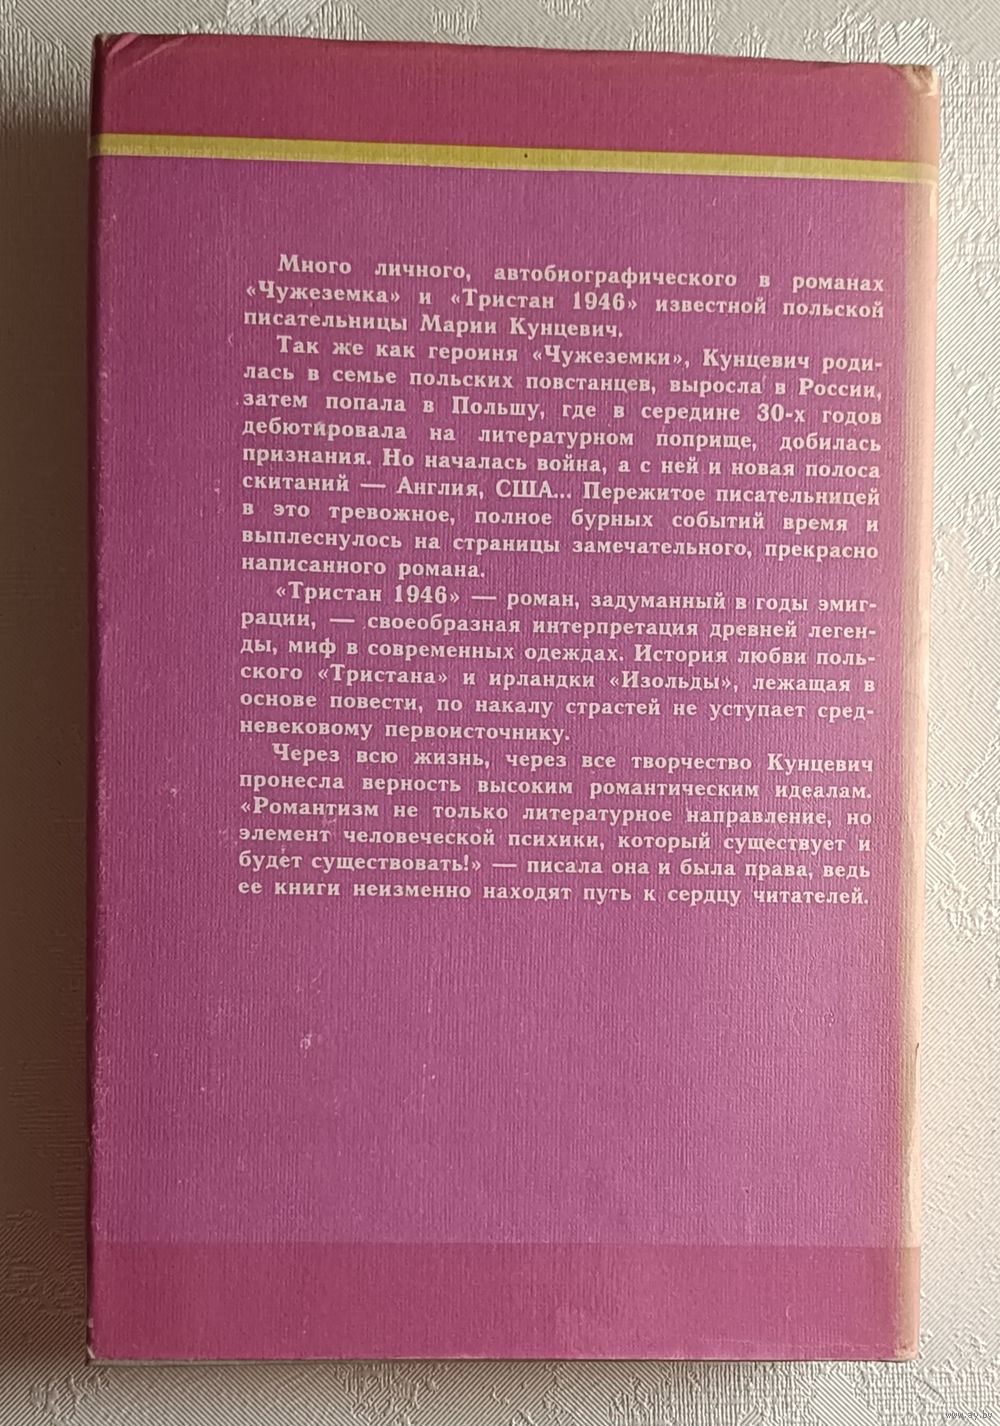 Много личного, автобиографического в романах
«Чужеземка» и «Тристан 1946» известной польской
писательницы Марии Кунцевич.
Так же как героиня «Чужеземки», Кунцевич роди-
лась в семье польских повстанцев, выросла в России,
затем попала в Польшу, где в середине 30-х годов
дебютировала на литературном поприще, добилась
признания. Но началась война, а с ней и новая полоса
скитаний — Англия, США... Пережитое писательницей
в это тревожное, полное бурных событий время и
выплеснулось на страницы замечательного, прекрасно
написанного романа.
«Тристан 1946» — роман, задуманный в годы эмиг-
рации, — своеобразная интерпретация древней леген-
ды, миф в современных одеждах. История любви поль-
ского «Тристана» и ирландки «Изольды», лежащая в
основе повести, по накалу страстей не уступает сред-
невековому первоисточнику.
Через всю жизнь, через все творчество Кунцевич
пронесла верность высоким романтическим идеалам.
«Романтизм не только литературное направление, но
элемент человеческой психики, который существует и
будет существовать!» — писала она и была права, ведь
ее книги неизменно находят путь к сердцу читателей.
www.ay.by